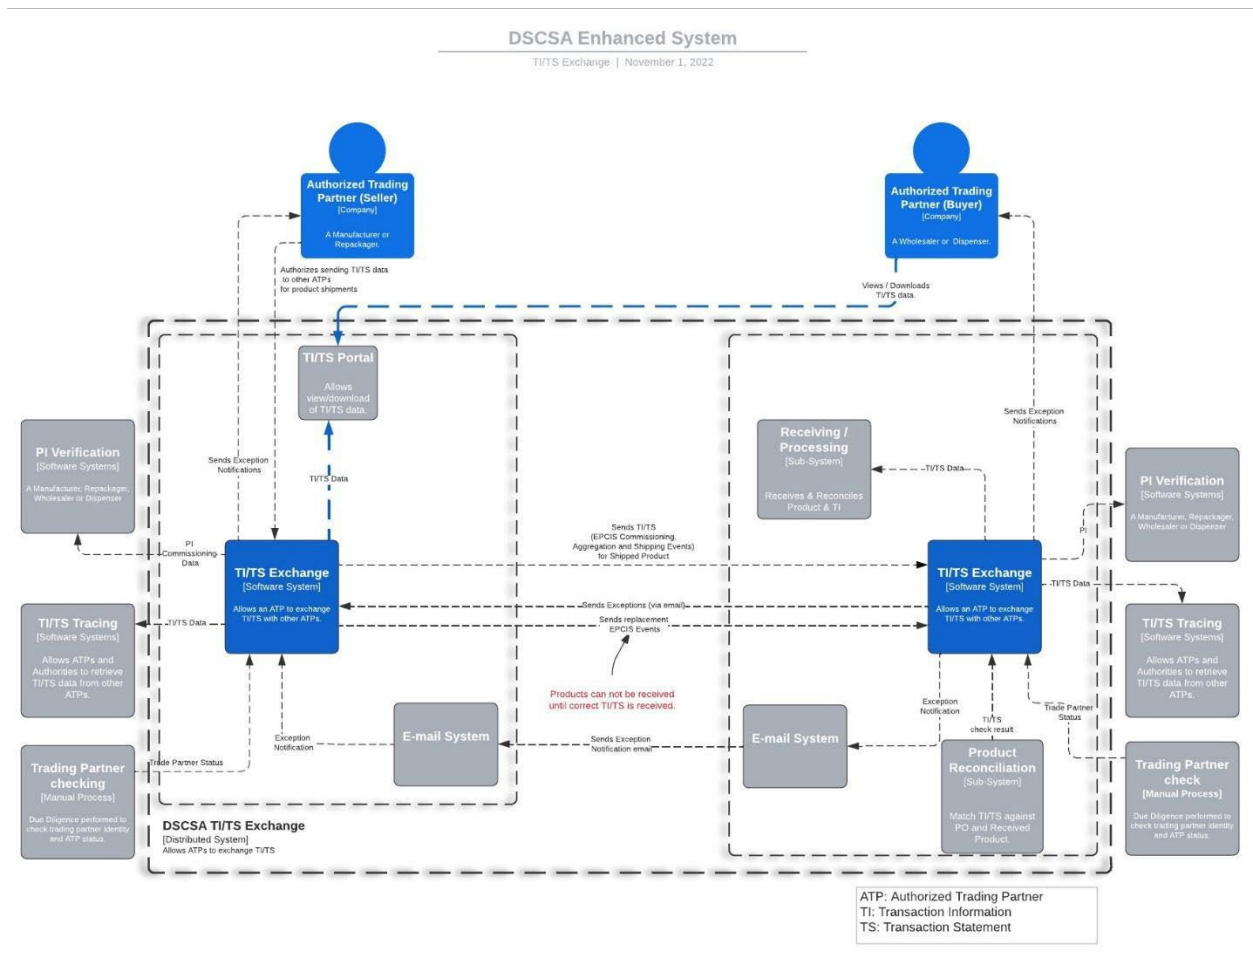 DSCSA Enhanced System
TI/TS Exchange | November 1, 2022
Authorized Trading
Partner (Seller)
[Company]
A Manufacturer or
Repackager.
Authorized Trading
Partner (Buyer)
[Company]
A Wholesaler or Dispenser.
Authorizes sending TI/TS data
to other ATPs
for product shipments
Views / Downloads
TI/TS data.
TI/TS Portal
Allows
view/download
of TI/TS data.
PI Verification
[Software Systems]
A Manufacturer, Repackager,
Wholesaler or Dispenser
Sends Exception
Notifications
TI/TS Data
Receiving /
Processing
[Sub-System]
Receives & Reconciles
Product & TI
TI/TS Data
Sends Exception
Notifications
PI Verification
[Software Systems]
A Manufacturer, Repackager,
Wholesaler or Dispenser
PI
Commissioning
Data
TI/TS Exchange
[Software System]
Allows an ATP to exchange
TI/TS with other ATPs.
Sends TI/TS
(EPCIS Commissioning,
Aggregation and Shipping Events)
for Shipped Product
TI/TS Exchange
[Software System]
Allows an ATP to exchange
TI/TS with other ATPs.
PI
TI/TS Data
TI/TS Tracing
[Software Systems]
Allows ATPs and
Authorities to retrieve
TI/TS data from other
ATPs.
TI/TS Data
Sends Exceptions (via email)
Sends replacement
EPCIS Events
TI/TS Tracing
[Software Systems]
Allows ATPs and
Authorities to retrieve
TI/TS data from other
ATPs.
Products can not be received
until correct TI/TS is received.
Exception
Notification
E-mail System
Sends Exception
Notification email
E-mail System
Exception
Notification
TI/TS
check result
Trade Partner
Status
Trading Partner
checking
[Manual Process]
Due Diligence performed to
check trading partner identity
and ATP status.
Trade Partner Status
Product
Reconciliation
[Sub-System]
Match TI/TS against
PO and Received
Product.
Trading Partner
check
[Manual Process]
Due Diligence performed to
check trading partner identity
and ATP status.
DSCSA TI/TS Exchange
[Distributed System]
Allows ATPs to exchange TI/TS
ATP: Authorized Trading Partner
TI: Transaction Information
TS: Transaction Statement